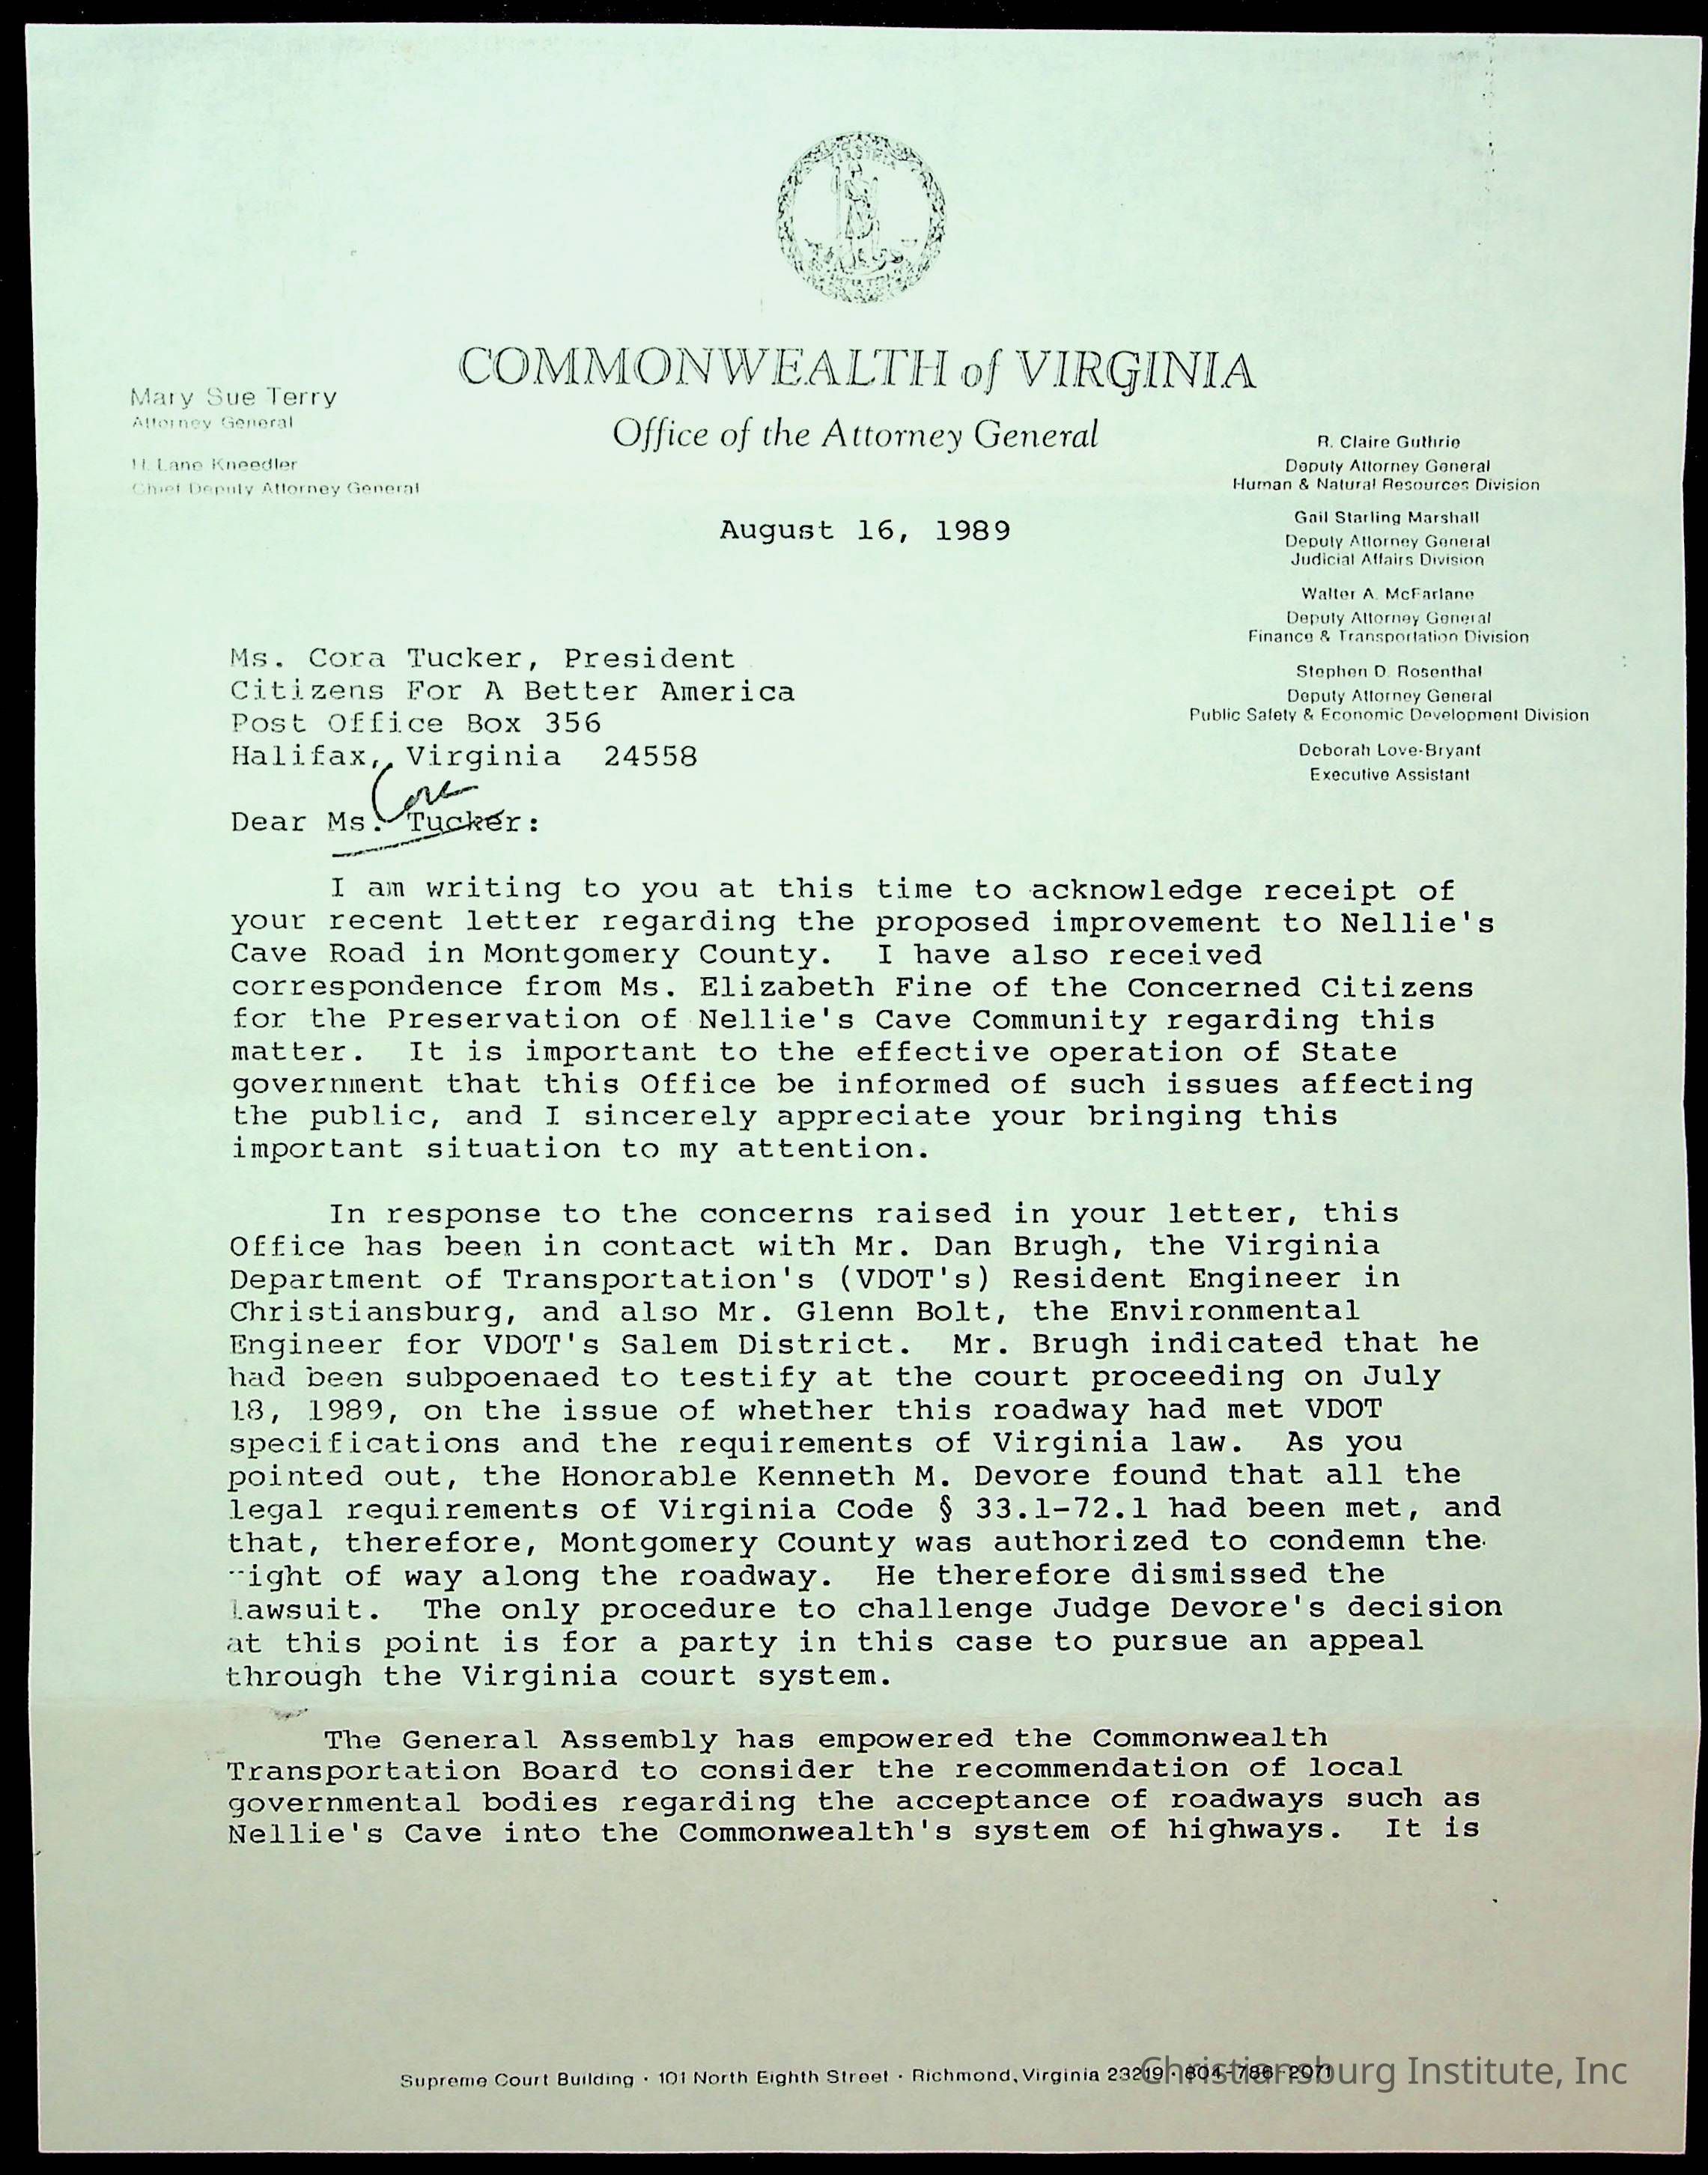 COMMONWEALTH of VIRGINIA
Office of the Attorney General
Mary Sue Terry
Attorney General
H. Lane Kneedler
Chief Deputy Attorney General
R. Claire Guthrie
Deputy Attorney General
Human & Natural Resources Division
Gail Starling Marshall
Deputy Attorney General
Judicial Affairs Division
Walter A. McFarlane
Deputy Attorney General
Finance & Transportation Division
Stephen D. Rosenthal
Deputy Attorney General
Public Safety & Economic Development Division
Deborah Love-Bryant
Executive Assistant
August 16, 1989
Ms. Cora Tucker, President
Citizens For A Better America
Post Office Box 356
Halifax, Virginia 24558
Cora
Dear Ms. Tucker:
I am writing to you at this time to acknowledge receipt of
your recent letter regarding the proposed improvement to Nellie's
Cave Road in Montgomery County. I have also received
correspondence from Ms. Elizabeth Fine of the Concerned Citizens
for the Preservation of Nellie's Cave Community regarding this
matter. It is important to the effective operation of State
government that this Office be informed of such issues affecting
the public, and I sincerely appreciate your bringing this
important situation to my attention.
In response to the concerns raised in your letter, this
Office has been in contact with Mr. Dan Brugh, the Virginia
Department of Transportation's (VDOT's) Resident Engineer in
Christiansburg, and also Mr. Glenn Bolt, the Environmental
Engineer for VDOT's Salem District. Mr. Brugh indicated that he
had been subpoenaed to testify at the court proceeding on July
18, 1989, on the issue of whether this roadway had met VDOT
specifications and the requirements of Virginia law. As you
pointed out, the Honorable Kenneth M. Devore found that all the
legal requirements of Virginia Code § 33.1-72.1 had been met, and
that, therefore, Montgomery County was authorized to condemn the
right of way along the roadway. He therefore dismissed the
lawsuit. The only procedure to challenge Judge Devore's decision
at this point is for a party in this case to pursue an appeal
through the Virginia court system.
The General Assembly has empowered the Commonwealth
Transportation Board to consider the recommendation of local
governmental bodies regarding the acceptance of roadways such as
Nellie's Cave into the Commonwealth's system of highways. It is
Supreme Court Building · 101 North Eighth Street · Richmond, Virginia 23219 · 804-786-2071
Christiansburg Institute, Inc